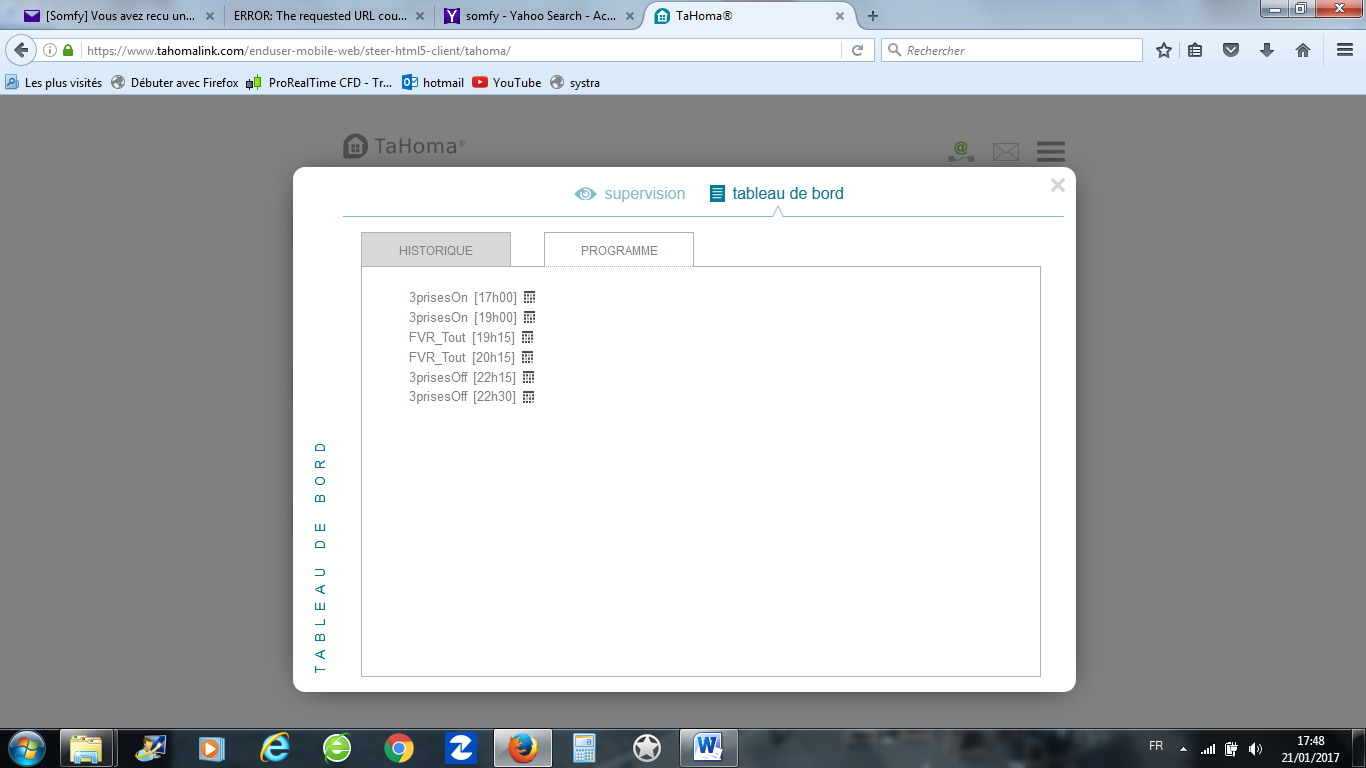 [Somfy] Vous avez recu un...
ERROR: The requested URL cou...
somfy - Yahoo Search - Ac...
TaHoma®
https://www.tahomalink.com/enduser-mobile-web/steer-html5-client/tahoma/
Rechercher
Les plus visités
Débuter avec Firefox
ProRealTime CFD - Tr...
hotmail
YouTube
systra
TaHoma®
supervision
tableau de bord
HISTORIQUE
PROGRAMME
3prisesOn [17h00]
3prisesOn [19h00]
FVR_Tout [19h15]
FVR_Tout [20h15]
3prisesOff [22h15]
3prisesOff [22h30]
TABLEAU DE BORD
FR
17:48
21/01/2017